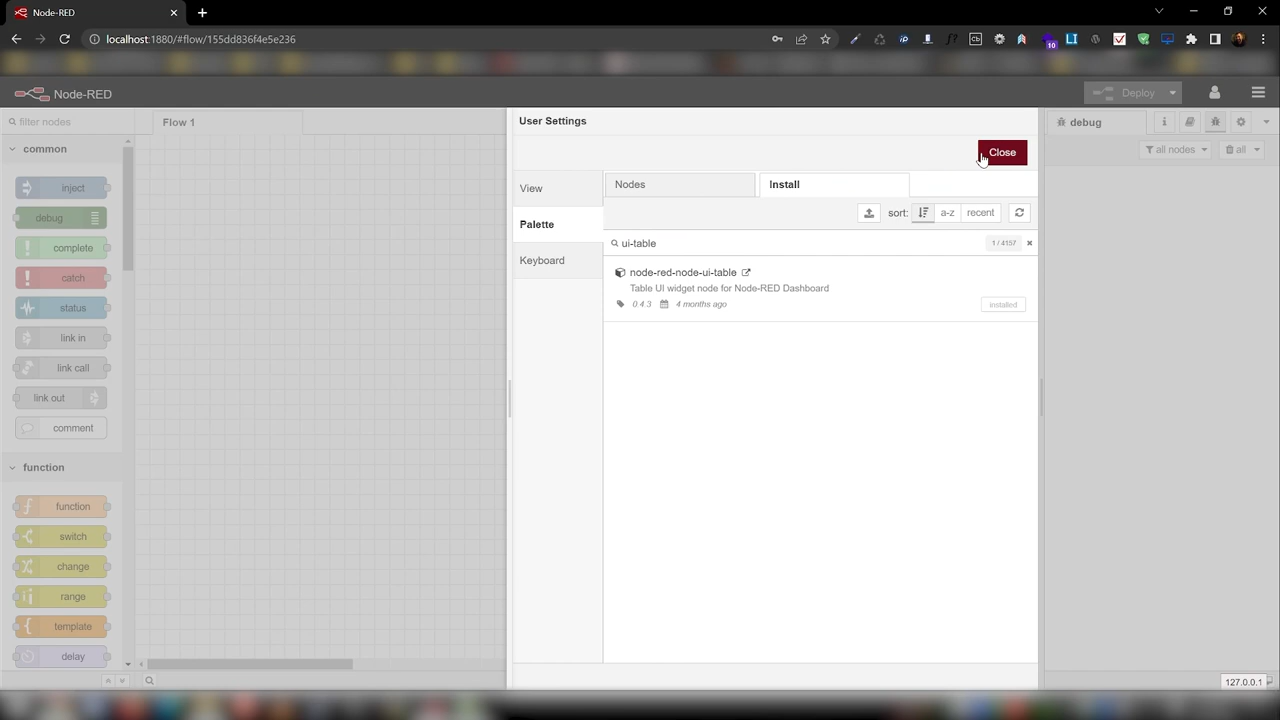 Node-RED
localhost:1880/#flow/155dd836f4e5e236
10
Node-RED
Deploy
filter nodes
Flow 1
User Settings
debug
all nodes
all
Close
common
inject
debug
complete
catch
status
link in
link call
link out
comment
function
function
switch
change
range
template
delay
View
Palette
Keyboard
Nodes
Install
sort:
a-z
recent
ui-table
1 / 4157
node-red-node-ui-table
Table UI widget node for Node-RED Dashboard
0.4.3
4 months ago
installed
127.0.0.1